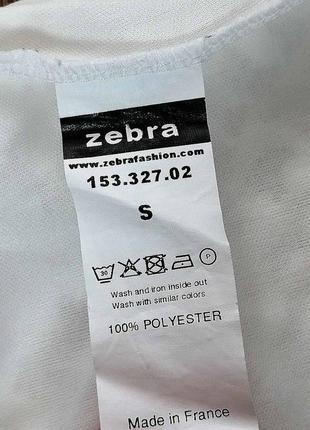 zebra
www.zebrafashion.com
153.327.02
S
30 P
Wash and iron inside out
Wash with similar colors
100% POLYESTER
Made in France